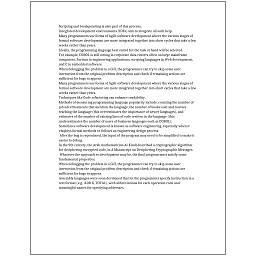 Scripting and breakpointing is also part of this process.
Integrated development environments (IDEs) aim to integrate all such help.
Many programmers use forms of Agile software development where the various stages of
formal software development are more integrated together into short cycles that take a few
weeks rather than years.
Ideally, the programming language best suited for the task at hand will be selected.
For example, COBOL is still strong in corporate data centers often on large mainframe
computers, Fortran in engineering applications, scripting languages in Web development,
and C in embedded software.
When debugging the problem in a GUI, the programmer can try to skip some user
interaction from the original problem description and check if remaining actions are
sufficient for bugs to appear.
Many programmers use forms of Agile software development where the various stages of
formal software development are more integrated together into short cycles that take a few
weeks rather than years.
Techniques like Code refactoring can enhance readability.
Methods of measuring programming language popularity include: counting the number of
job advertisements that mention the language, the number of books sold and courses
teaching the language (this overestimates the importance of newer languages), and
estimates of the number of existing lines of code written in the language (this
underestimates the number of users of business languages such as COBOL).
Sometimes software development is known as software engineering, especially when it
employs formal methods or follows an engineering design process.
After the bug is reproduced, the input of the program may need to be simplified to make it
easier to debug.
In the 9th century, the Arab mathematician Al-Kindi described a cryptographic algorithm
for deciphering encrypted code, in A Manuscript on Deciphering Cryptographic Messages.
Whatever the approach to development may be, the final program must satisfy some
fundamental properties.
When debugging the problem in a GUI, the programmer can try to skip some user
interaction from the original problem description and check if remaining actions are
sufficient for bugs to appear.
Assembly languages were soon developed that let the programmer specify instruction in a
text format (e.g., ADD X, TOTAL), with abbreviations for each operation code and
meaningful names for specifying addresses.